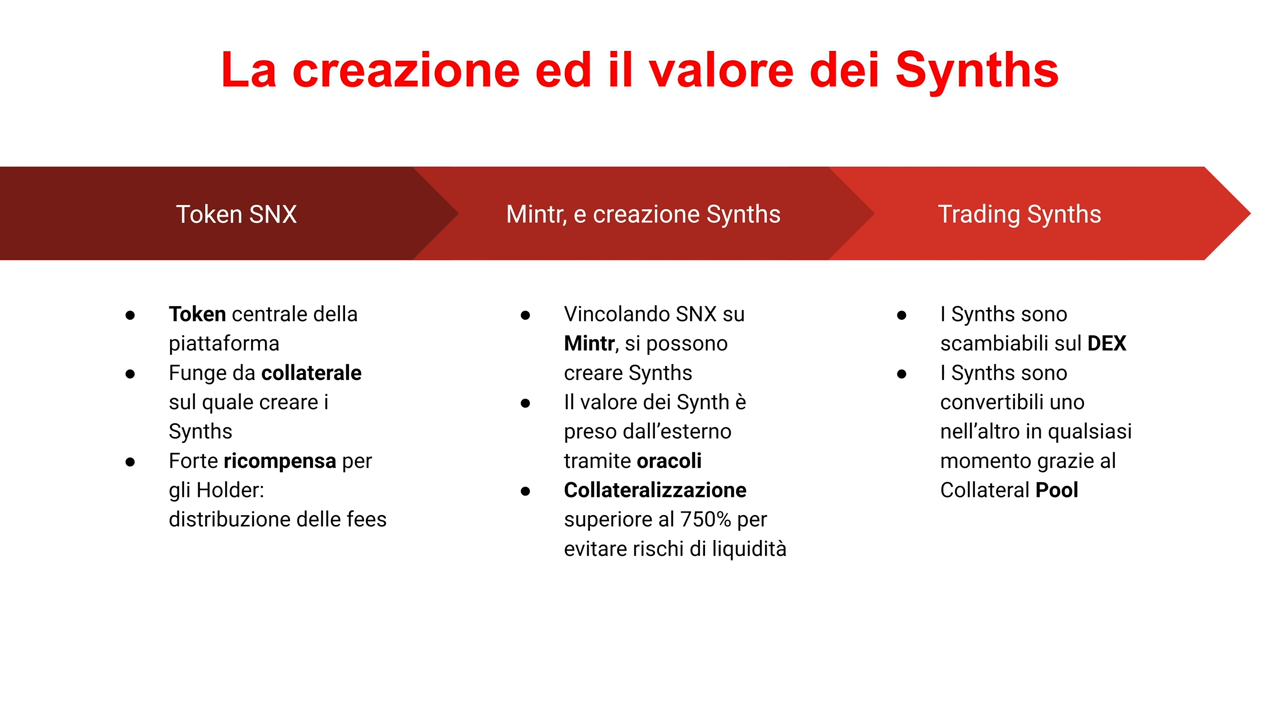 La creazione ed il valore dei Synths
Token SNX
Mintr, e creazione Synths
Trading Synths
● Token centrale della
piattaforma
● Funge da collaterale
sul quale creare i
Synths
● Forte ricompensa per
gli Holder:
distribuzione delle fees
● Vincolando SNX su
Mintr, si possono
creare Synths
● Il valore dei Synth è
preso dall'esterno
tramite oracoli
● Collateralizzazione
superiore al 750% per
evitare rischi di liquidità
● I Synths sono
scambiabili sul DEX
● I Synths sono
convertibili uno
nell'altro in qualsiasi
momento grazie al
Collateral Pool